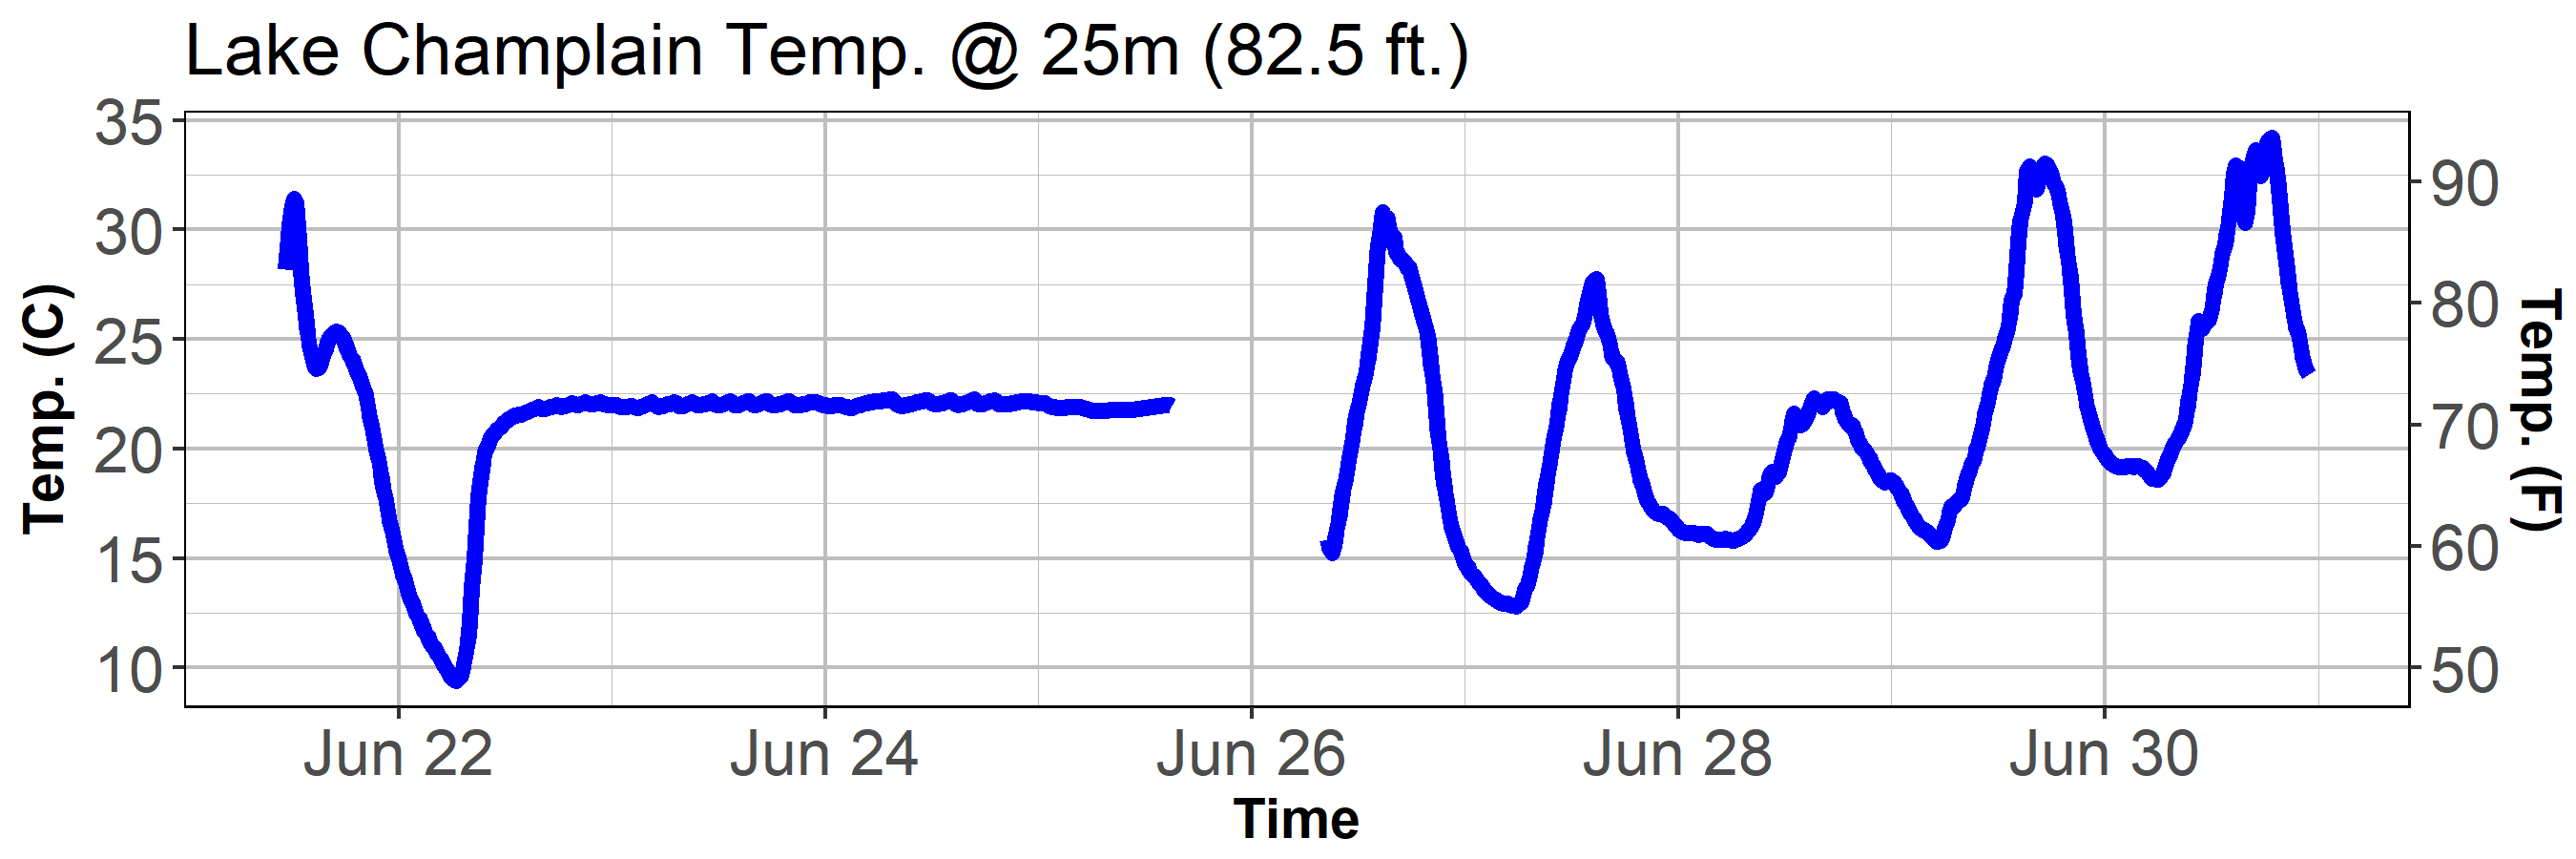 Lake Champlain Temp. @ 25m (82.5 ft.)
35
30
25
20
15
10
Temp. (C)
90
80
70
60
50
Temp. (F)
Jun 22 Jun 24 Jun 26 Jun 28 Jun 30
Time